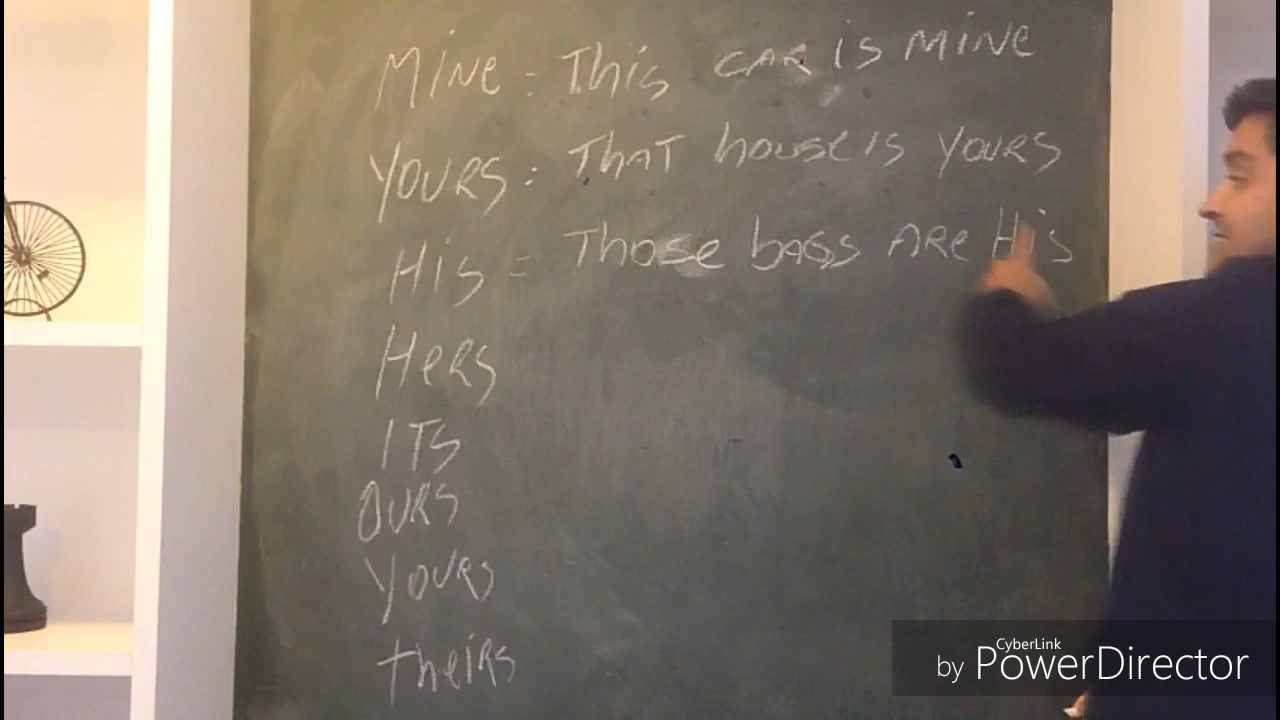 MiNe : This CAR is MiNe
YOURS : ThAT house is YOURS
His = Those bAGS ARe His
HeRS
ITS
OURS
YOURS
theiRS
CyberLink
by PowerDirector